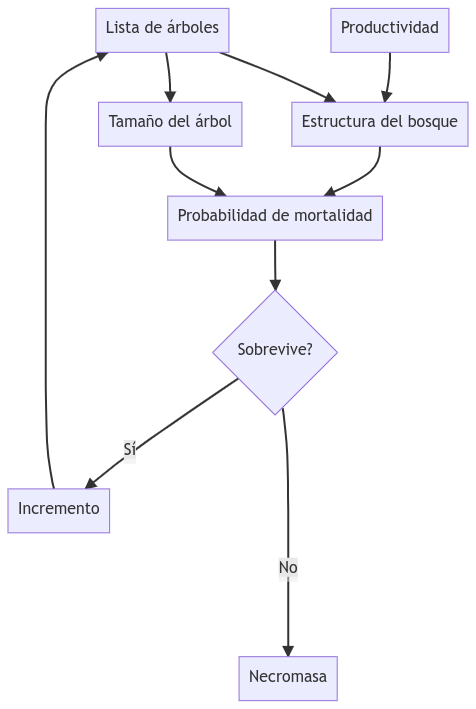 Lista de árboles
Productividad
Tamaño del árbol
Estructura del bosque
Probabilidad de mortalidad
Sobrevive?
Sí
Incremento
No
Necromasa